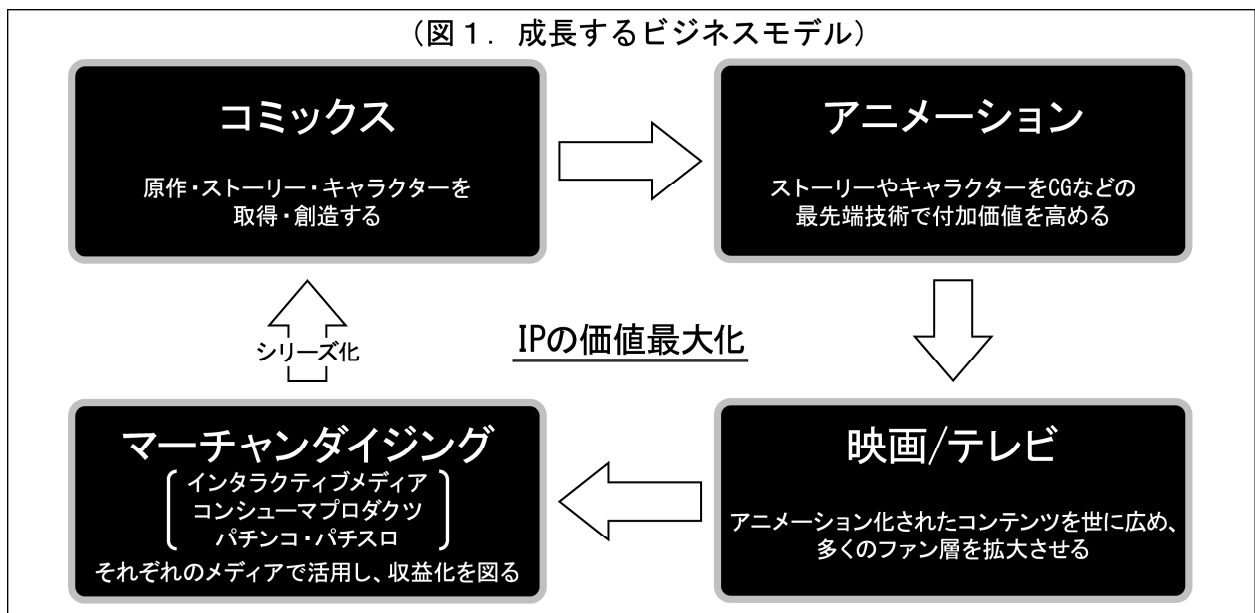 (図1. 成長するビジネスモデル)
コミックス
原作・ストーリー・キャラクターを
取得・創造する
アニメーション
ストーリーやキャラクターをCGなどの
最先端技術で付加価値を高める
シリーズ化
IPの価値最大化
マーチャンダイジング
インタラクティブメディア
コンシューマプロダクツ
パチンコ・パチスロ
それぞれのメディアで活用し、収益化を図る
映画/テレビ
アニメーション化されたコンテンツを世に広め、
多くのファン層を拡大させる